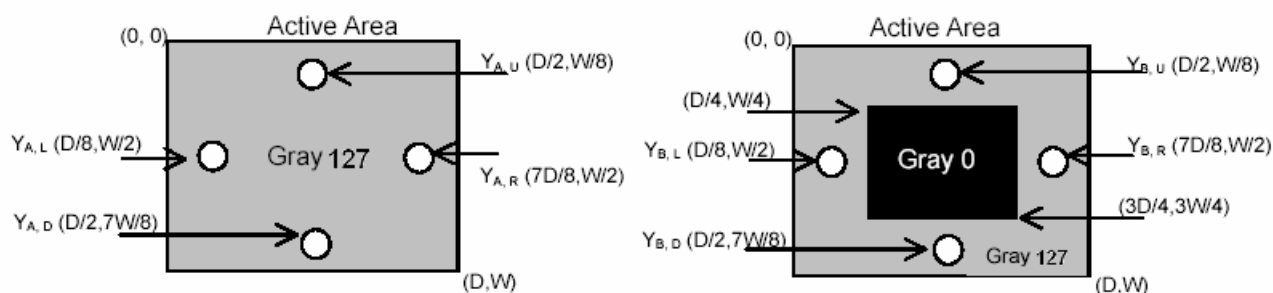 Active Area
(0, 0)
Y_A, U (D/2,W/8)
Y_A, L (D/8,W/2)
Gray 127
Y_A, R (7D/8,W/2)
Y_A, D (D/2,7W/8)
(D,W)
Active Area
(0, 0)
Y_B, U (D/2,W/8)
(D/4,W/4)
Y_B, L (D/8,W/2)
Gray 0
Y_B, R (7D/8,W/2)
(3D/4,3W/4)
Y_B, D (D/2,7W/8)
Gray 127
(D,W)